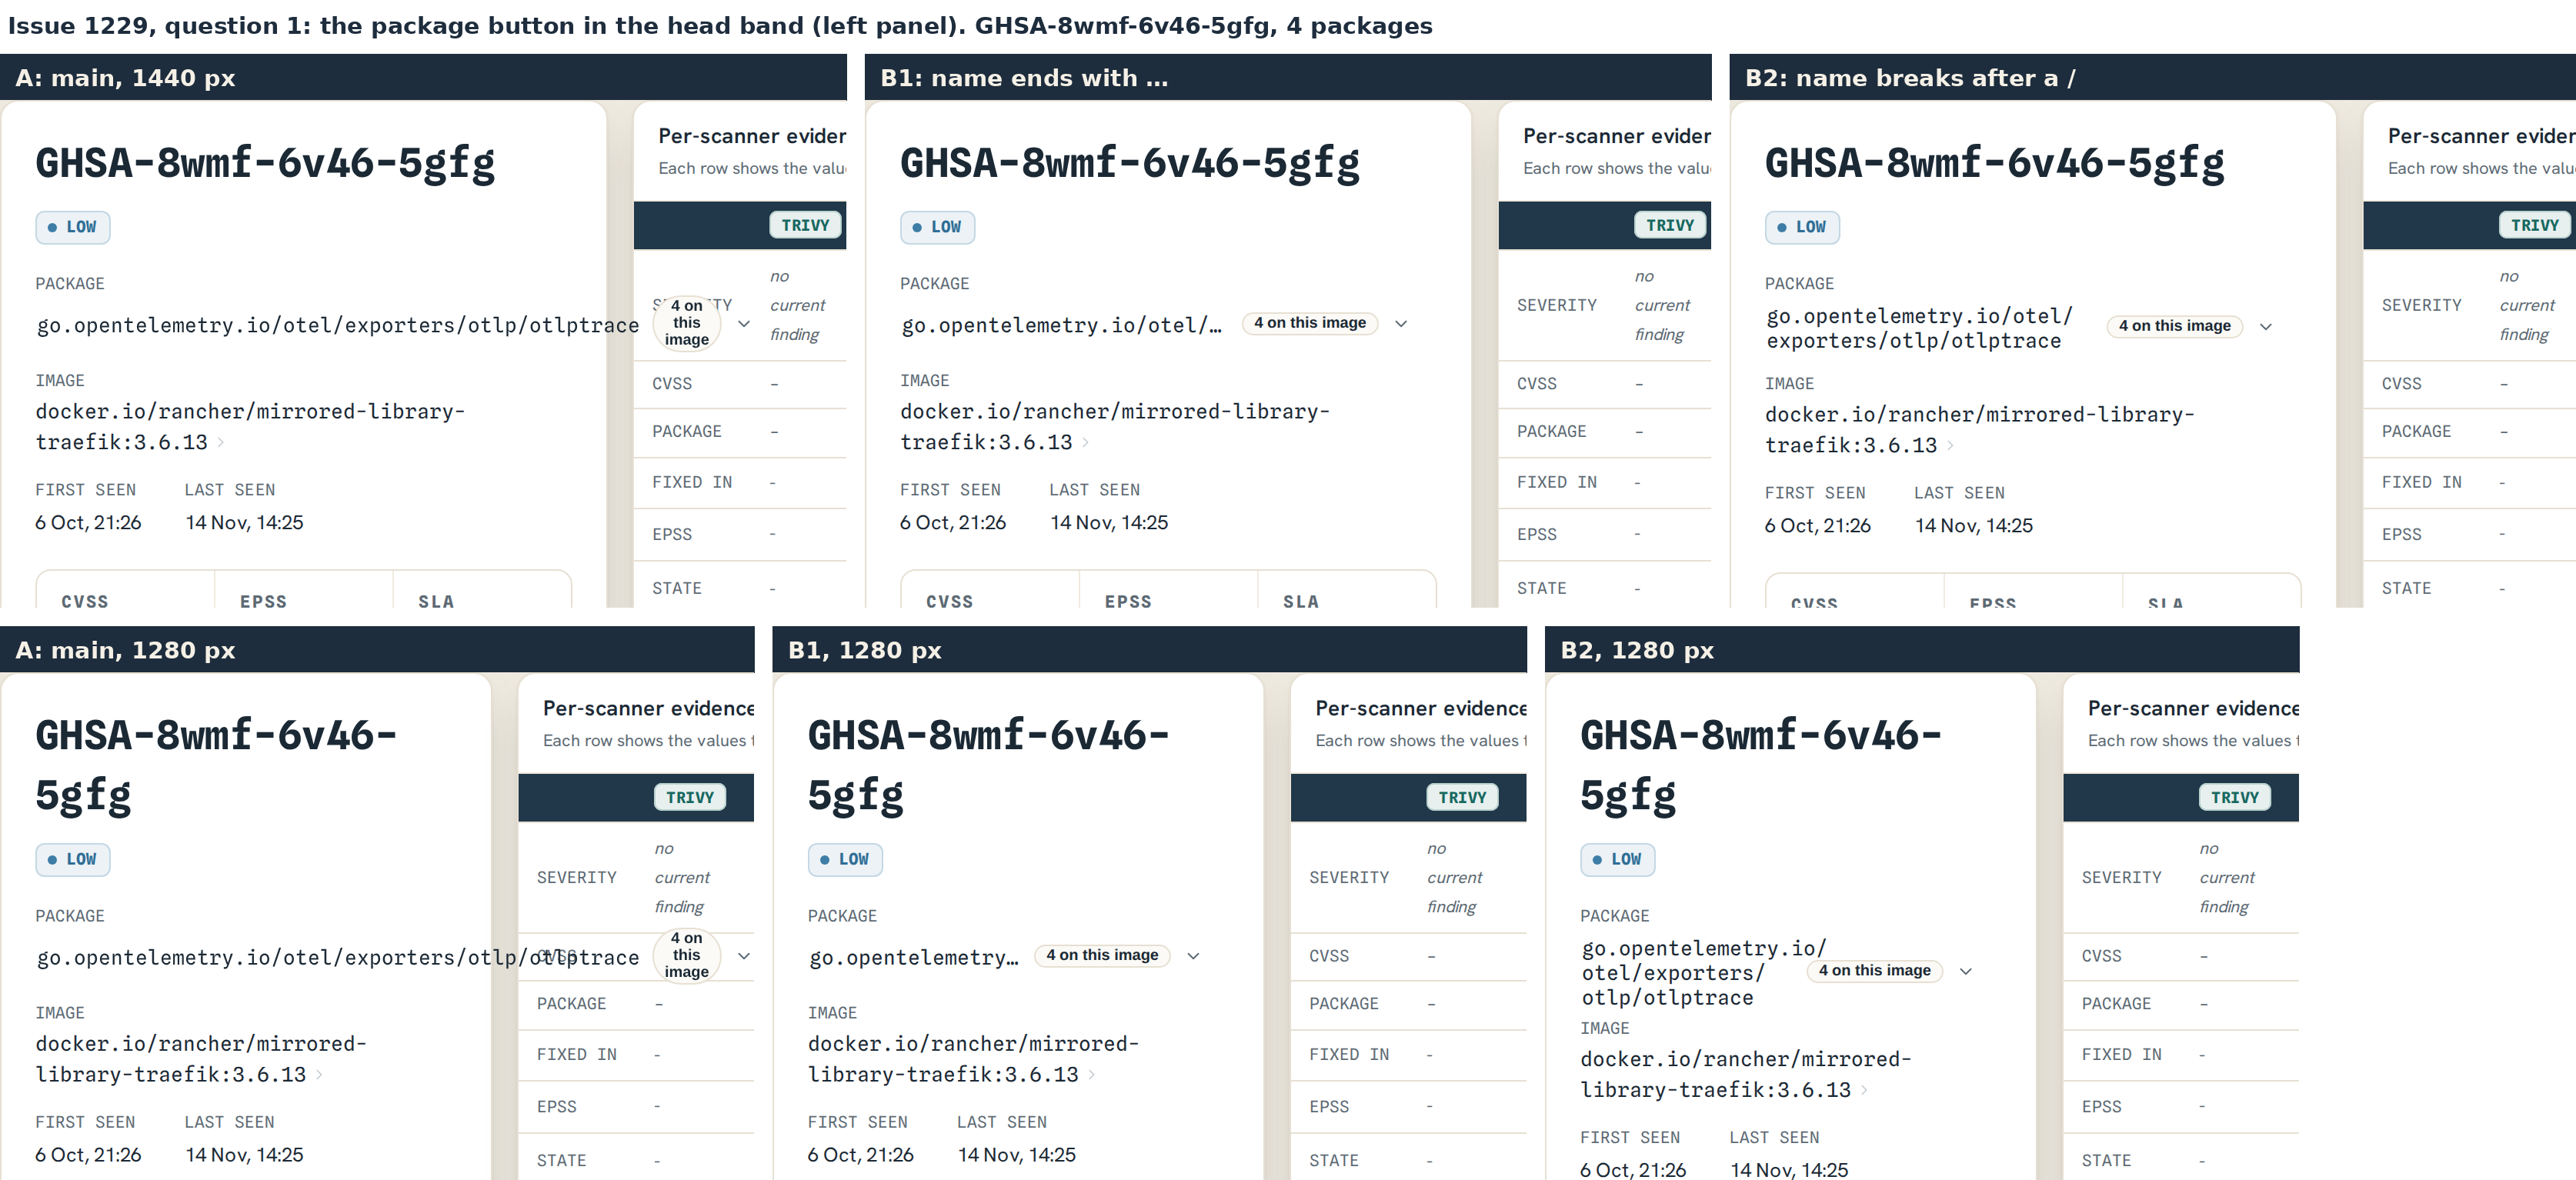 Issue 1229, question 1: the package button in the head band (left panel). GHSA-8wmf-6v46-5gfg, 4 packages
A: main, 1440 px
GHSA-8wmf-6v46-5gfg
LOW
PACKAGE
go.opentelemetry.io/otel/exporters/otlp/otlptrace
4 on
this
image
IMAGE
docker.io/rancher/mirrored-library-
traefik:3.6.13
FIRST SEEN LAST SEEN
6 Oct, 21:26 14 Nov, 14:25
CVSS EPSS SLA
Per-scanner eviden
Each row shows the valu
TRIVY
no
current
finding
CVSS -
PACKAGE -
FIXED IN -
EPSS -
STATE -
B1: name ends with …
GHSA-8wmf-6v46-5gfg
LOW
PACKAGE
go.opentelemetry.io/otel/… 4 on this image
IMAGE
docker.io/rancher/mirrored-library-
traefik:3.6.13
FIRST SEEN LAST SEEN
6 Oct, 21:26 14 Nov, 14:25
CVSS EPSS SLA
Per-scanner eviden
Each row shows the valu
TRIVY
no
SEVERITY current
finding
CVSS -
PACKAGE -
FIXED IN -
EPSS -
STATE -
B2: name breaks after a /
GHSA-8wmf-6v46-5gfg
LOW
PACKAGE
go.opentelemetry.io/otel/
exporters/otlp/otlptrace
4 on this image
IMAGE
docker.io/rancher/mirrored-library-
traefik:3.6.13
FIRST SEEN LAST SEEN
6 Oct, 21:26 14 Nov, 14:25
CVSS EPSS SLA
Per-scanner eviden
Each row shows the valu
TRIVY
no
SEVERITY current
finding
CVSS -
PACKAGE -
FIXED IN -
EPSS -
STATE -
A: main, 1280 px
GHSA-8wmf-6v46-
5gfg
LOW
PACKAGE
go.opentelemetry.io/otel/exporters/otlp/otlptrace
4 on
this
image
IMAGE
docker.io/rancher/mirrored-
library-traefik:3.6.13
FIRST SEEN LAST SEEN
6 Oct, 21:26 14 Nov, 14:25
Per-scanner evidence
Each row shows the values t
TRIVY
no
SEVERITY current
finding
CVSS
PACKAGE -
FIXED IN -
EPSS -
STATE -
B1, 1280 px
GHSA-8wmf-6v46-
5gfg
LOW
PACKAGE
go.opentelemetry… 4 on this image
IMAGE
docker.io/rancher/mirrored-
library-traefik:3.6.13
FIRST SEEN LAST SEEN
6 Oct, 21:26 14 Nov, 14:25
Per-scanner evidence
Each row shows the values t
TRIVY
no
SEVERITY current
finding
CVSS -
PACKAGE -
FIXED IN -
EPSS -
STATE -
B2, 1280 px
GHSA-8wmf-6v46-
5gfg
LOW
PACKAGE
go.opentelemetry.io/
otel/exporters/
otlp/otlptrace
4 on this image
IMAGE
docker.io/rancher/mirrored-
library-traefik:3.6.13
FIRST SEEN LAST SEEN
6 Oct, 21:26 14 Nov, 14:25
Per-scanner evidence
Each row shows the values t
TRIVY
no
SEVERITY current
finding
CVSS -
PACKAGE -
FIXED IN -
EPSS -
STATE -